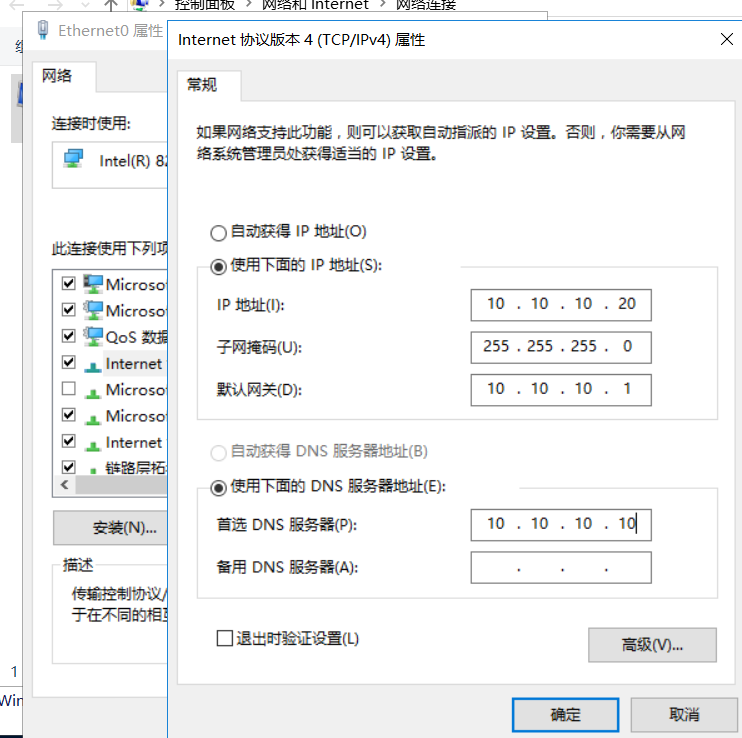 控制面板 > 网络和 Internet > 网络连接
Ethernet0 属性
Internet 协议版本 4 (TCP/IPv4) 属性
网络
常规
连接时使用:
Intel(R) 82
此连接使用下列项
Microsoft
Microsoft
QoS 数据
Internet
Microsoft
Microsoft
Internet
链路层拓
安装(N)...
描述
传输控制协议/
于在不同的相互
如果网络支持此功能，则可以获取自动指派的 IP 设置。否则，你需要从网
络系统管理员处获得适当的 IP 设置。
自动获得 IP 地址(O)
使用下面的 IP 地址(S):
IP 地址(I): 10 . 10 . 10 . 20
子网掩码(U): 255 . 255 . 255 . 0
默认网关(D): 10 . 10 . 10 . 1
自动获得 DNS 服务器地址(B)
使用下面的 DNS 服务器地址(E):
首选 DNS 服务器(P): 10 . 10 . 10 . 10
备用 DNS 服务器(A): . . .
退出时验证设置(L)
高级(V)...
确定
取消
1
Win